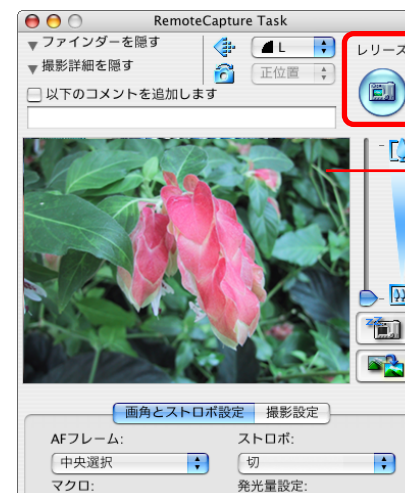 RemoteCapture Task
ファインダーを隠す
L
レリーズ
撮影詳細を隠す
正位置
以下のコメントを追加します
画角とストロボ設定
撮影設定
AFフレーム:
ストロボ:
中央選択
切
マクロ:
発光量設定: